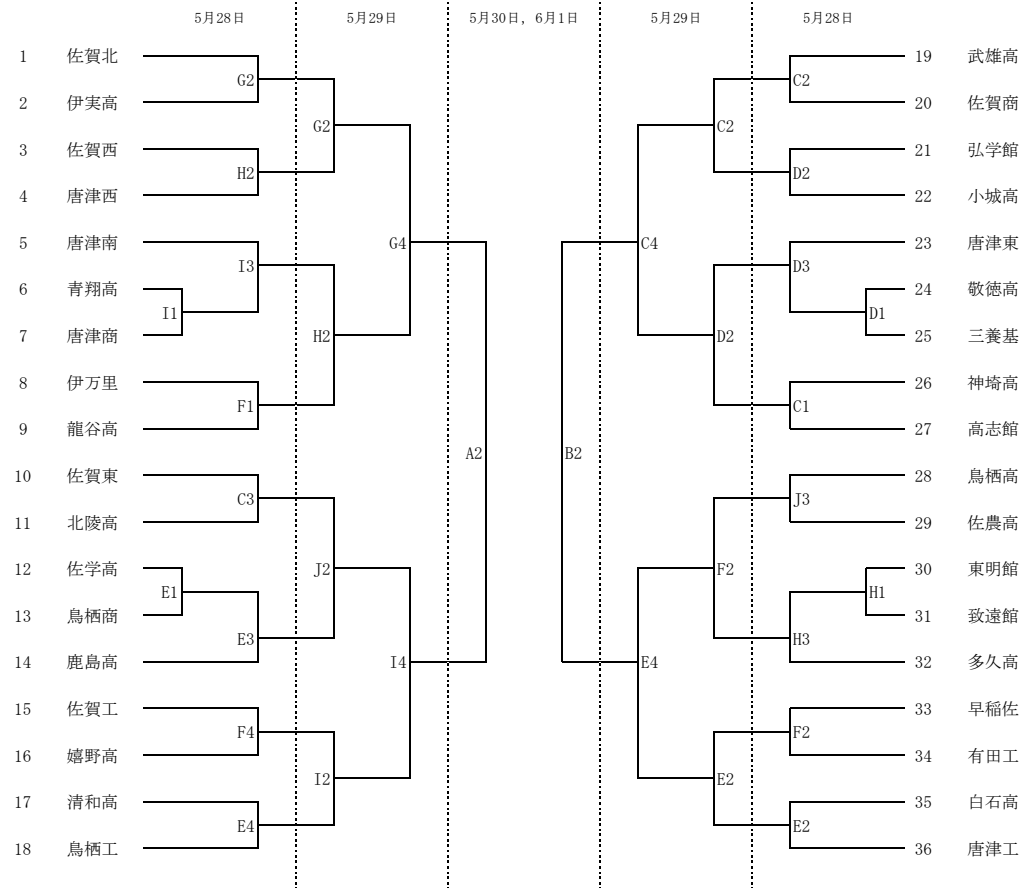 5月28日 5月29日 5月30日, 6月1日 5月29日 5月28日
1 佐賀北 19 武雄高
G2 C2
2 伊実高 20 佐賀商
G2 C2
3 佐賀西 21 弘学館
H2 D2
4 唐津西 22 小城高
5 唐津南 G4 C4 23 唐津東
I3 D3
6 青翔高 24 敬徳高
I1 D1
7 唐津商 H2 D2 25 三養基
8 伊万里 26 神埼高
F1 C1
9 龍谷高 27 高志館
A2 B2
10 佐賀東 28 鳥栖高
C3 J3
11 北陵高 29 佐農高
12 佐学高 J2 F2 30 東明館
E1 H1
13 鳥栖商 31 致遠館
E3 H3
14 鹿島高 I4 E4 32 多久高
15 佐賀工 33 早稲佐
F4 F2
16 嬉野高 34 有田工
I2 E2
17 清和高 35 白石高
E4 E2
18 鳥栖工 36 唐津工